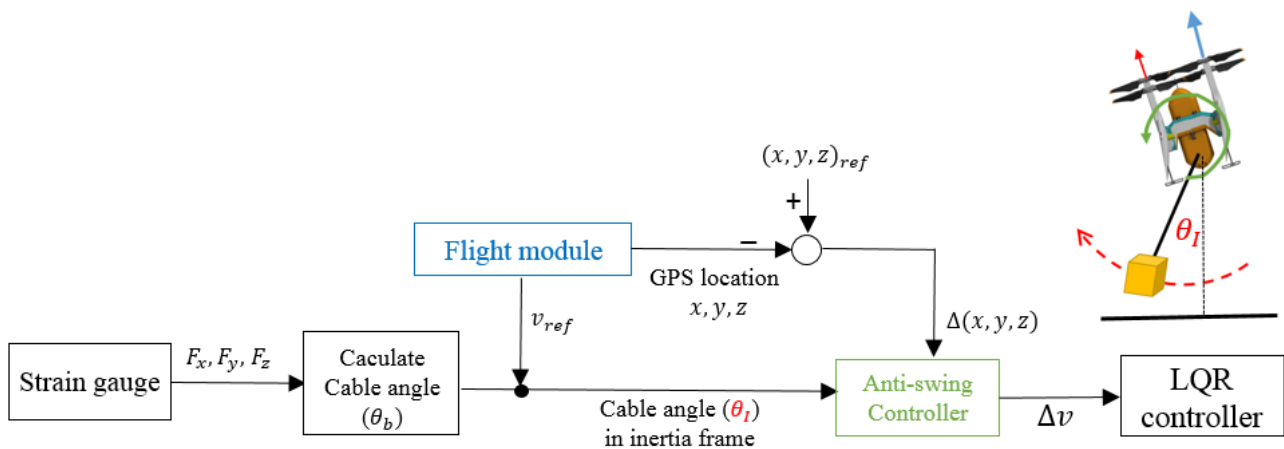 (x, y, z)ref
+
Flight module
−
GPS location
x, y, z
θI
vref
Δ(x, y, z)
Strain gauge
Fx, Fy, Fz
Caculate
Cable angle
(θb)
Cable angle (θI)
in inertia frame
Anti-swing
Controller
Δv
LQR
controller